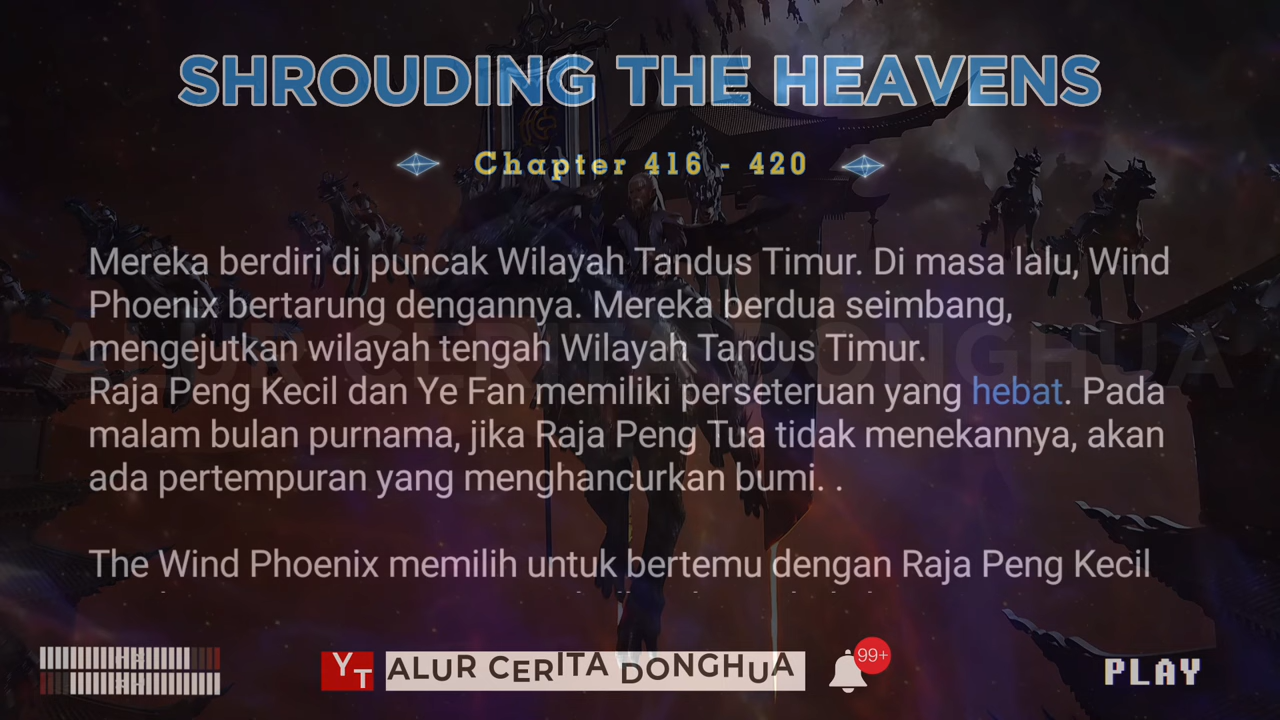 SHROUDING THE HEAVENS
Chapter 416 - 420
Mereka berdiri di puncak Wilayah Tandus Timur. Di masa lalu, Wind
Phoenix bertarung dengannya. Mereka berdua seimbang,
mengejutkan wilayah tengah Wilayah Tandus Timur.
Raja Peng Kecil dan Ye Fan memiliki perseteruan yang hebat. Pada
malam bulan purnama, jika Raja Peng Tua tidak menekannya, akan
ada pertempuran yang menghancurkan bumi. .
The Wind Phoenix memilih untuk bertemu dengan Raja Peng Kecil
YT ALUR CERITA DONGHUA
99+
PLAY
ALUR CERITA DONGHUA